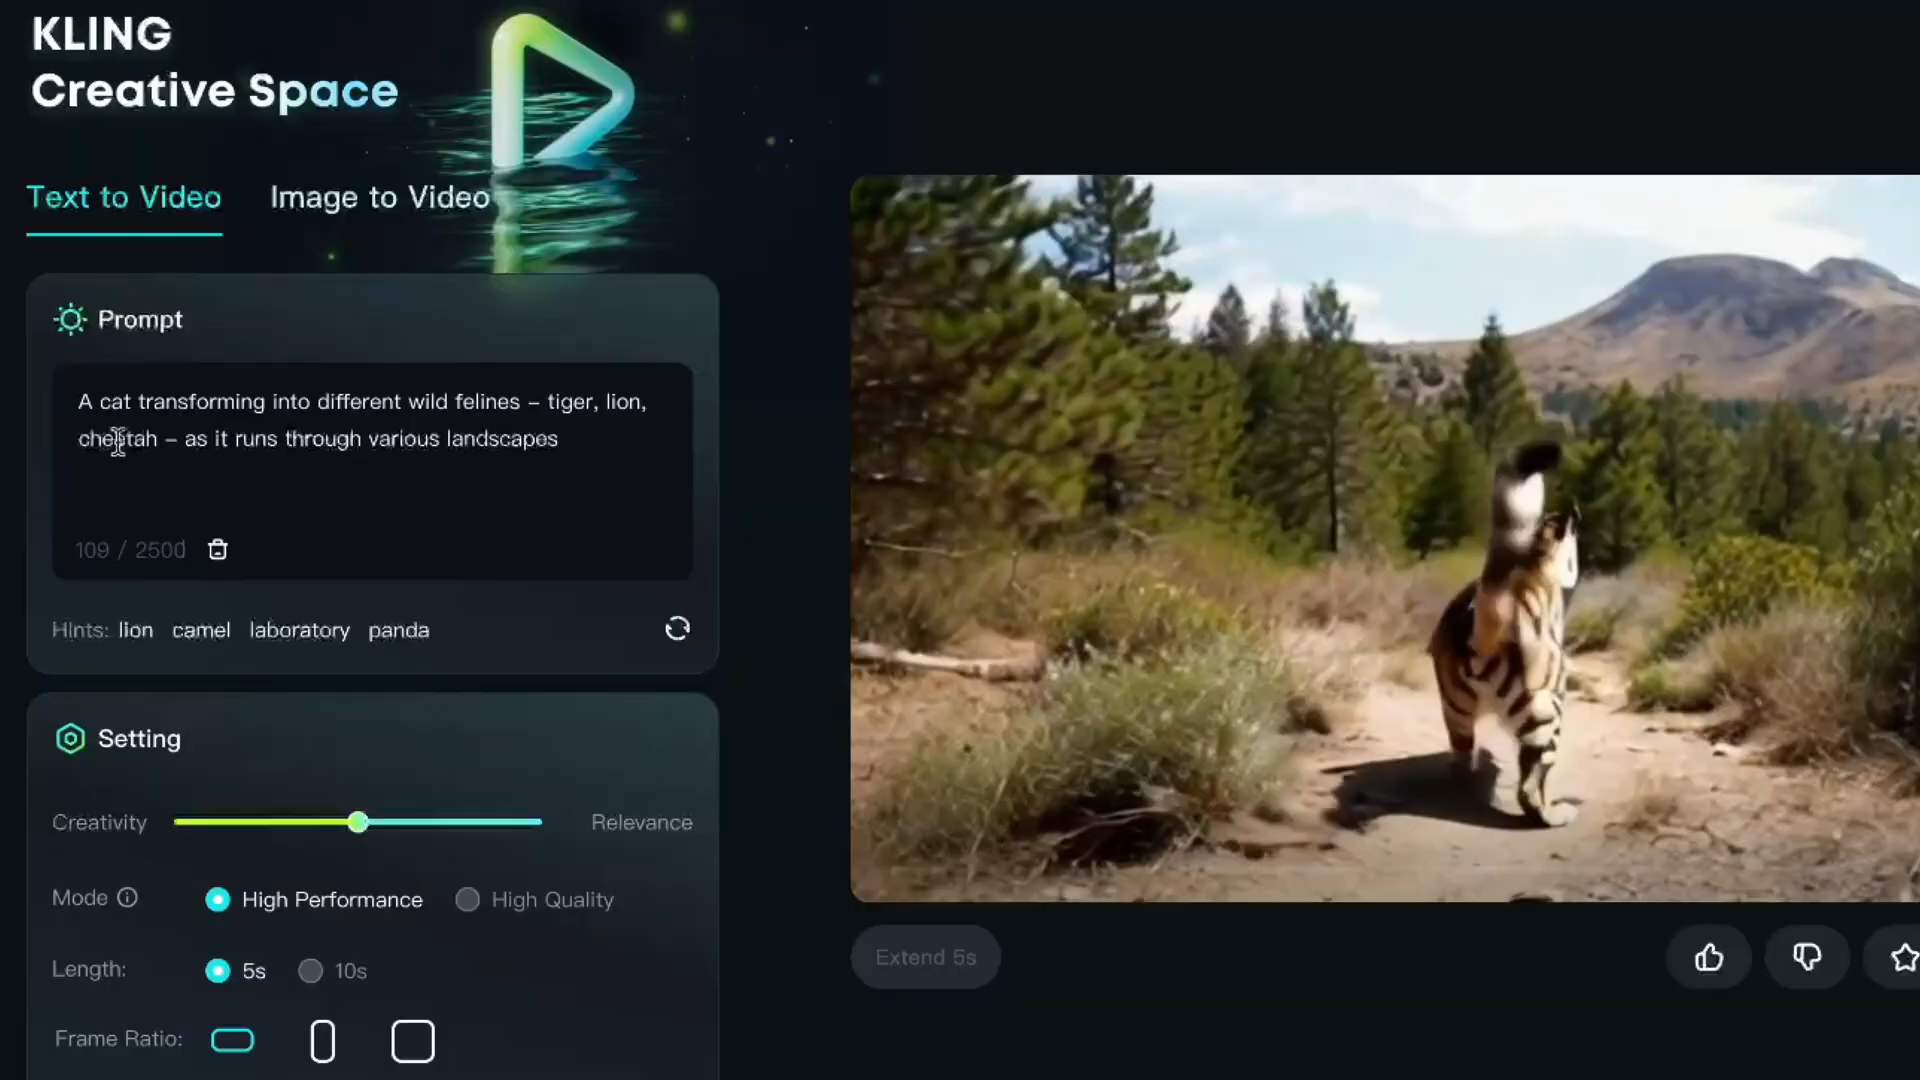 KLING
Creative Space
Text to Video
Image to Video
Prompt
A cat transforming into different wild felines – tiger, lion,
cheetah – as it runs through various landscapes
109 / 2500
Hints: lion camel laboratory panda
Setting
Creativity
Relevance
Mode
High Performance
High Quality
Length:
5s
10s
Frame Ratio:
Extend 5s